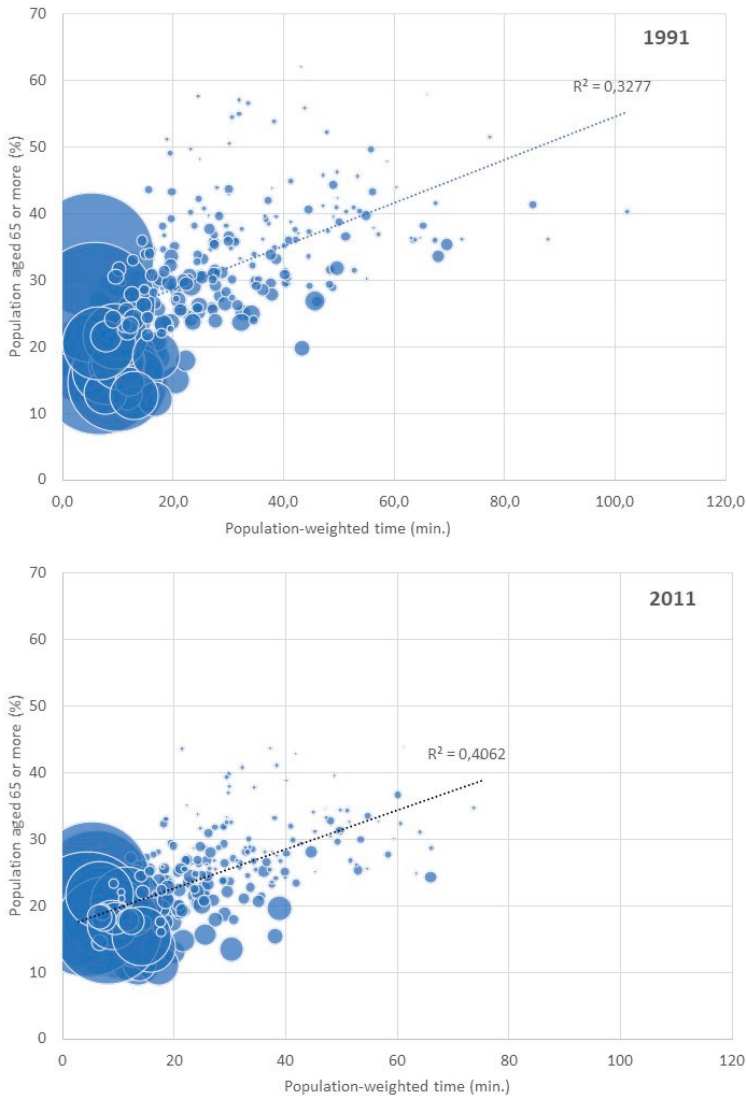 70
1991
60
R² = 0,3277
50
40
30
20
10
0
Population aged 65 or more (%)
0,0 20,0 40,0 60,0 80,0 100,0 120,0
Population-weighted time (min.)
70
2011
60
50
R² = 0,4062
40
30
20
10
0
Population aged 65 or more (%)
0 20 40 60 80 100 120
Population-weighted time (min.)